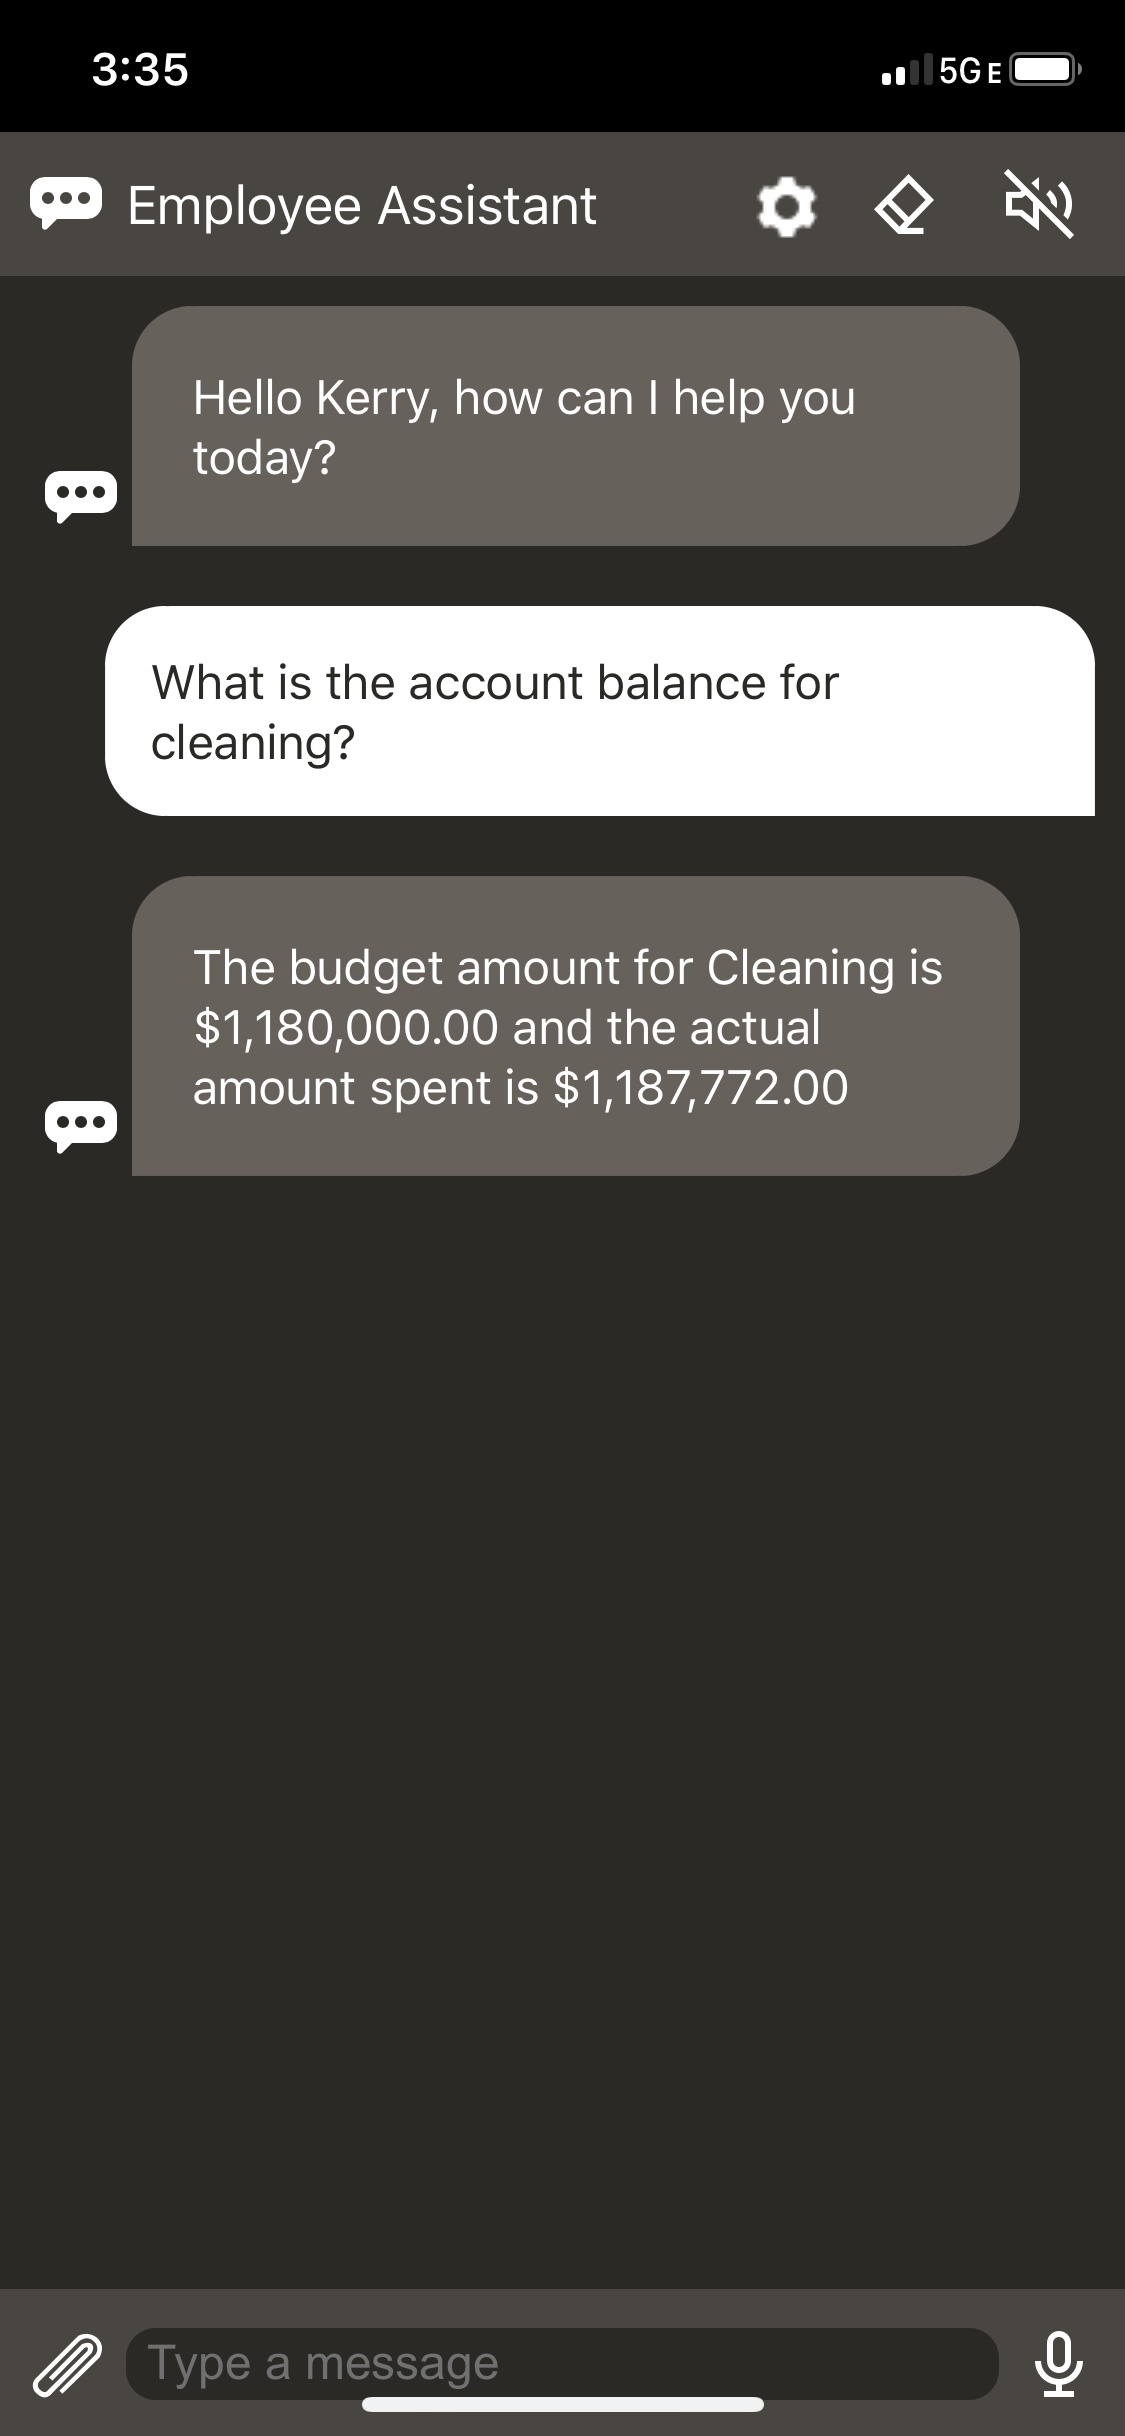 3:35
5G E
Employee Assistant
Hello Kerry, how can I help you
today?
What is the account balance for
cleaning?
The budget amount for Cleaning is
$1,180,000.00 and the actual
amount spent is $1,187,772.00
Type a message